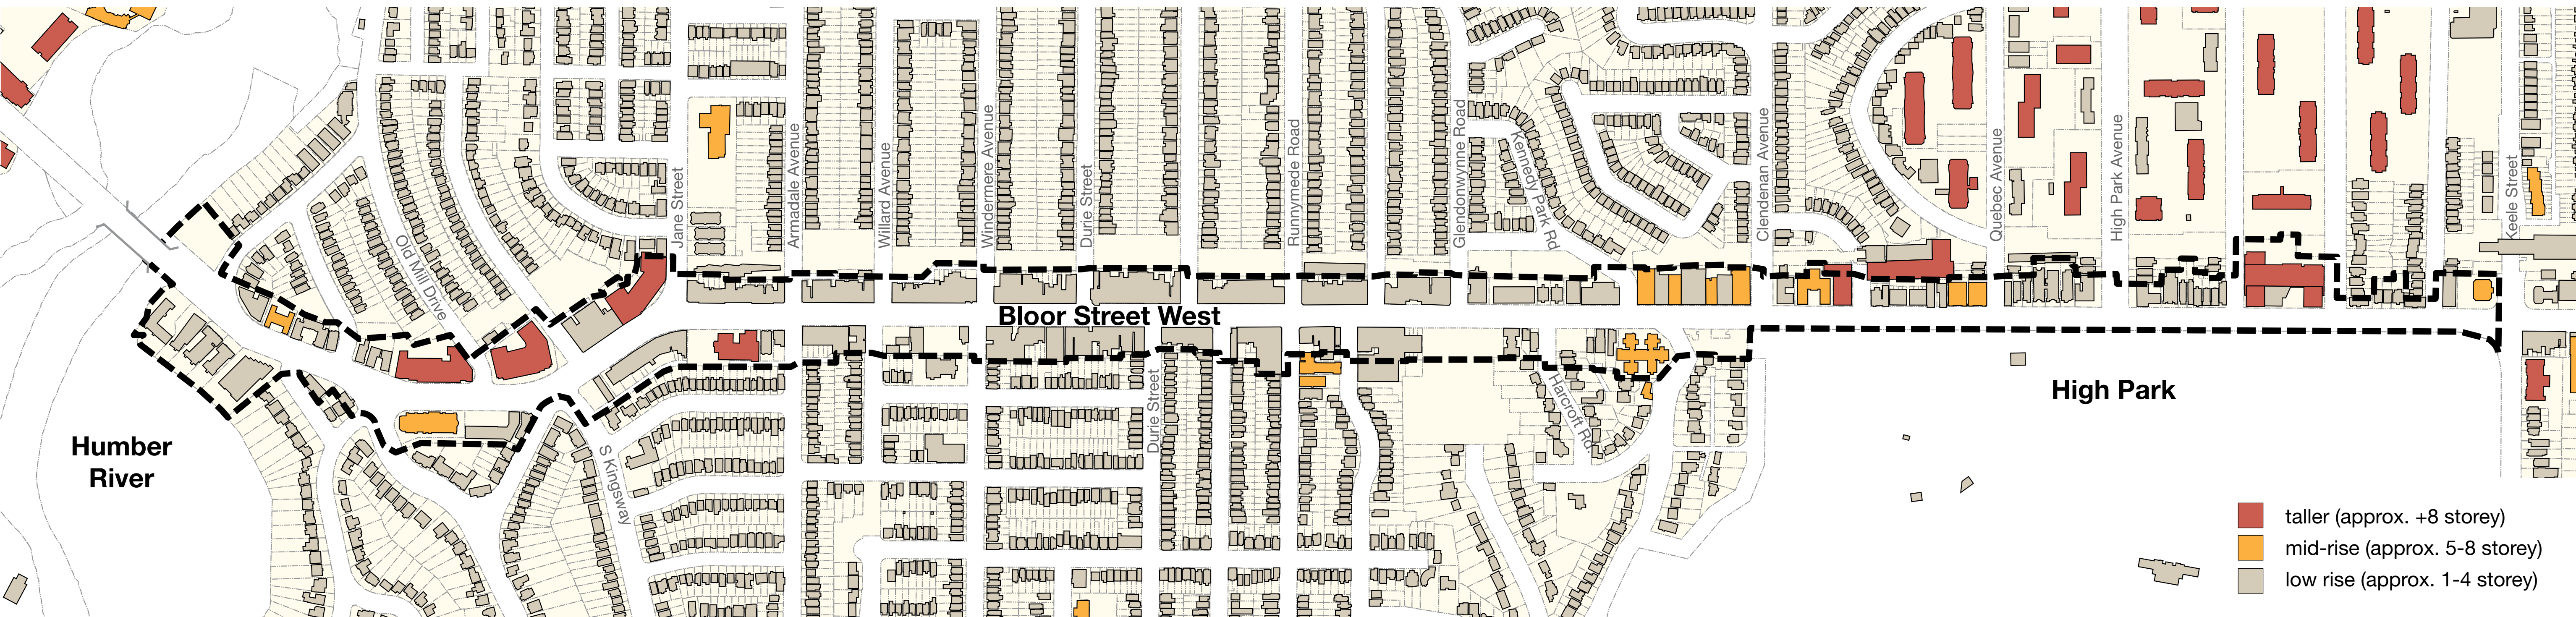 Jane Street
Armadale Avenue
Willard Avenue
Windermere Avenue
Durie Street
Runnymede Road
Glendonwynne Road
Kennedy Park Rd
Clendenan Avenue
Quebec Avenue
High Park Avenue
Keele Street
Old Mill Drive
Bloor Street West
Durie Street
Harcroft Rd.
High Park
Humber
River
S Kingsway
taller (approx. +8 storey)
mid-rise (approx. 5-8 storey)
low rise (approx. 1-4 storey)